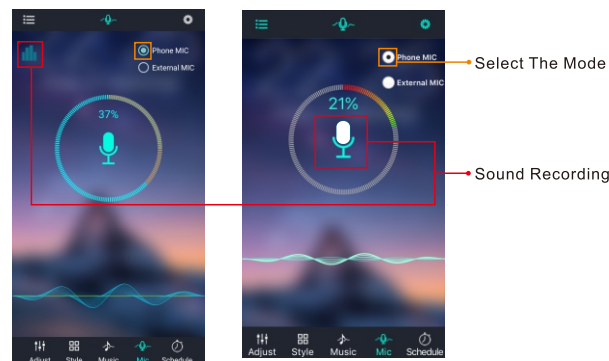 Phone MIC
External MIC
37%
Adjust Style Music Mic Schedule
Phone MIC
External MIC
21%
Adjust Style Music Mic Schedule
Select The Mode
Sound Recording